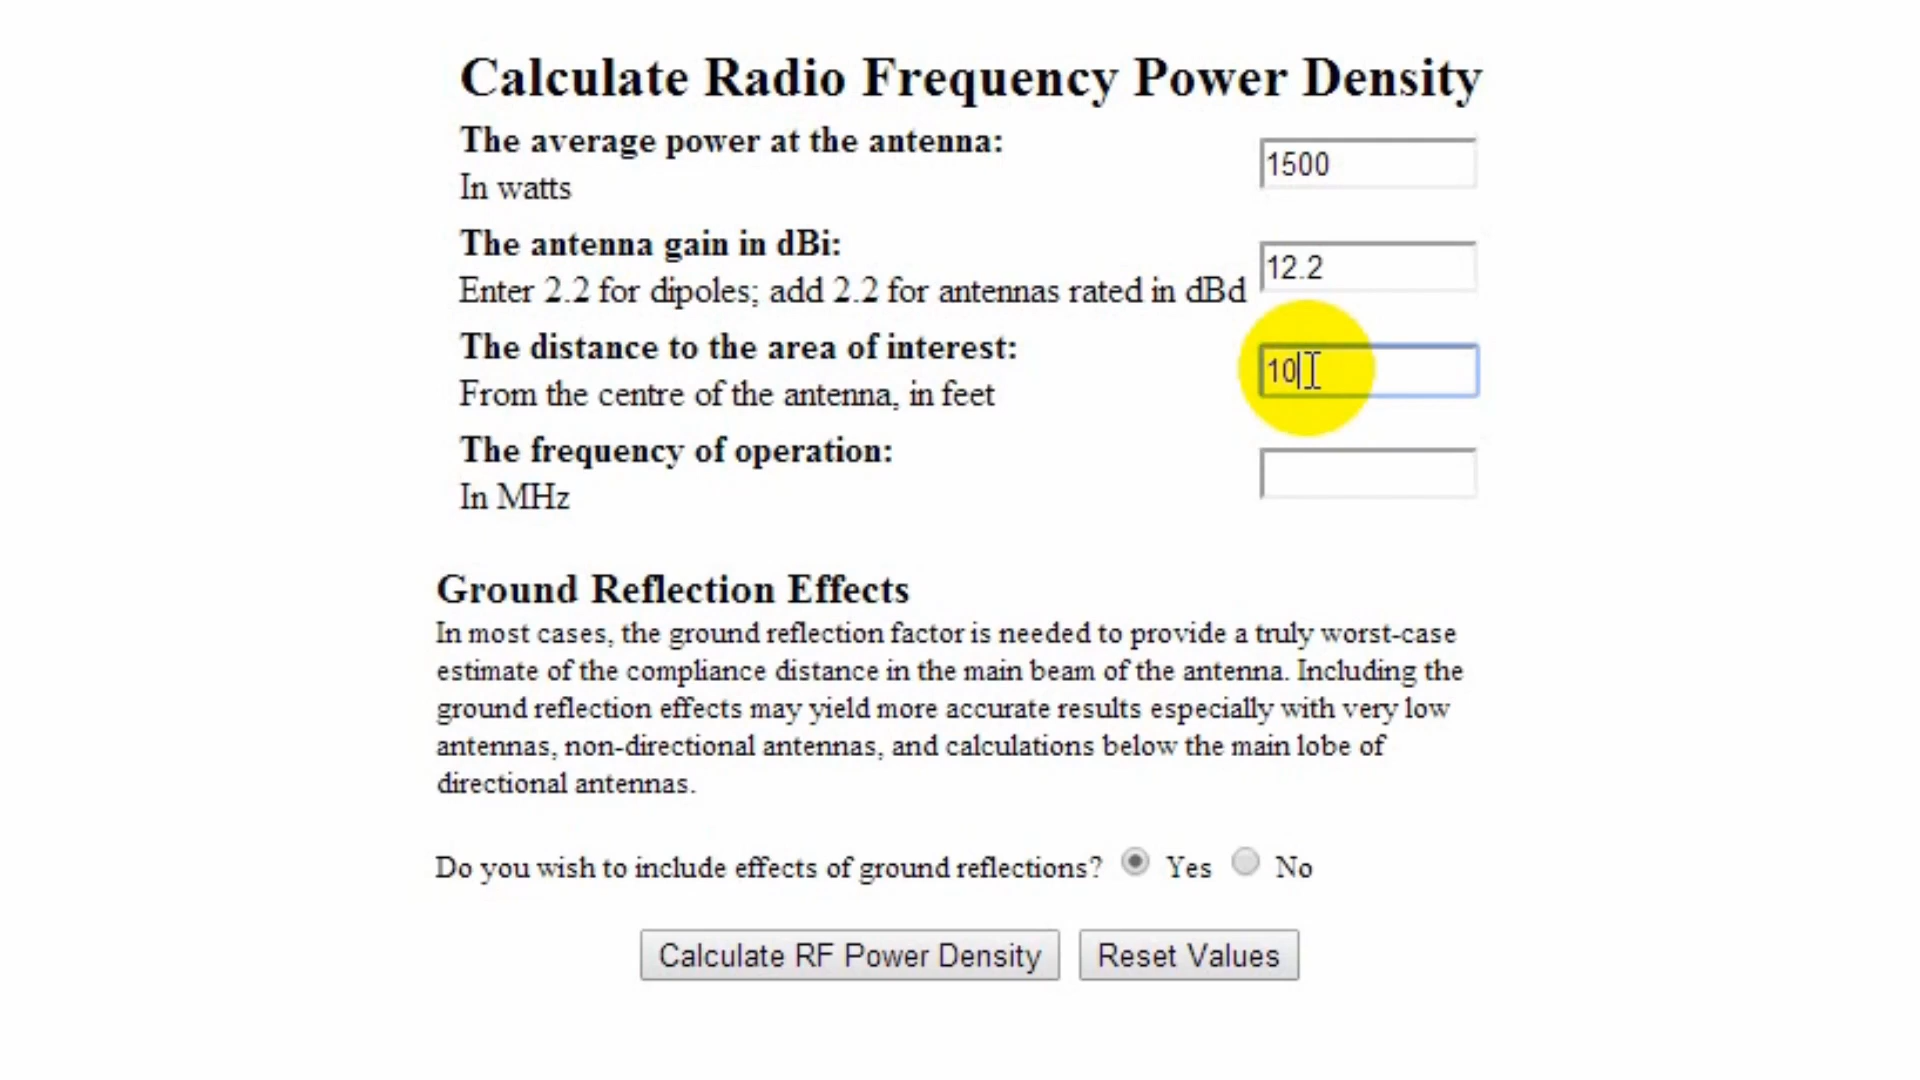 Calculate Radio Frequency Power Density
The average power at the antenna:
In watts
1500
The antenna gain in dBi:
Enter 2.2 for dipoles; add 2.2 for antennas rated in dBd
12.2
The distance to the area of interest:
From the centre of the antenna, in feet
10
The frequency of operation:
In MHz
Ground Reflection Effects
In most cases, the ground reflection factor is needed to provide a truly worst-case
estimate of the compliance distance in the main beam of the antenna. Including the
ground reflection effects may yield more accurate results especially with very low
antennas, non-directional antennas, and calculations below the main lobe of
directional antennas.
Do you wish to include effects of ground reflections? Yes No
Calculate RF Power Density Reset Values